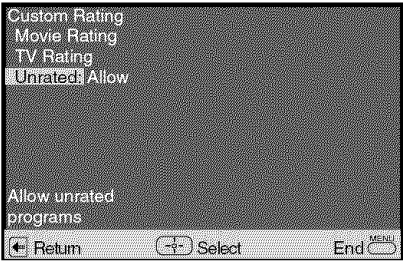 Custom Rating
Movie Rating
TV Rating
Unrated: Allow
Allow unrated
programs
Return Select End MENU